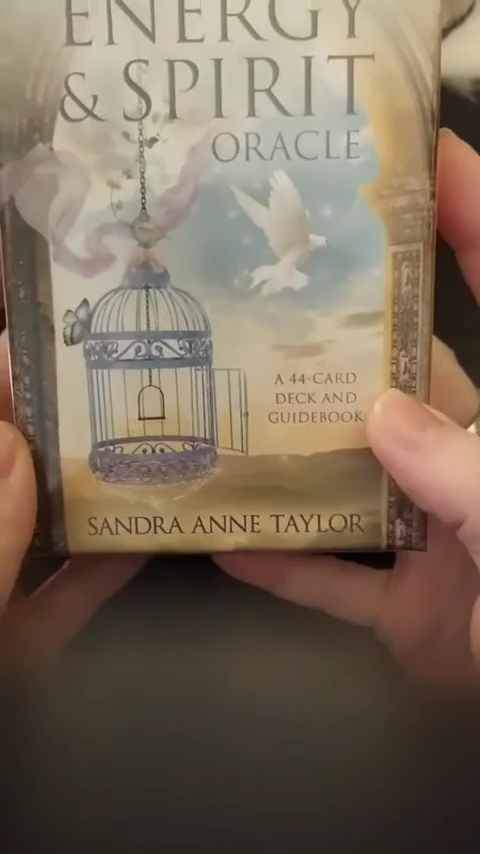 ENERGY
& SPIRIT
ORACLE
A 44-CARD
DECK AND
GUIDEBOOK
SANDRA ANNE TAYLOR